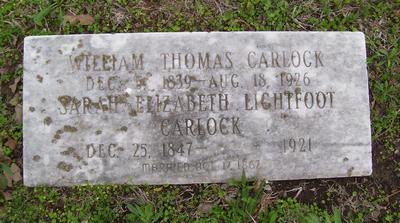 WILLIAM THOMAS CARLOCK
DEC. 1839 — AUG. 18, 1926
SARAH ELIZABETH LIGHTFOOT
CARLOCK
DEC. 25, 1847 — 1921
MARRIED OCT. 1867